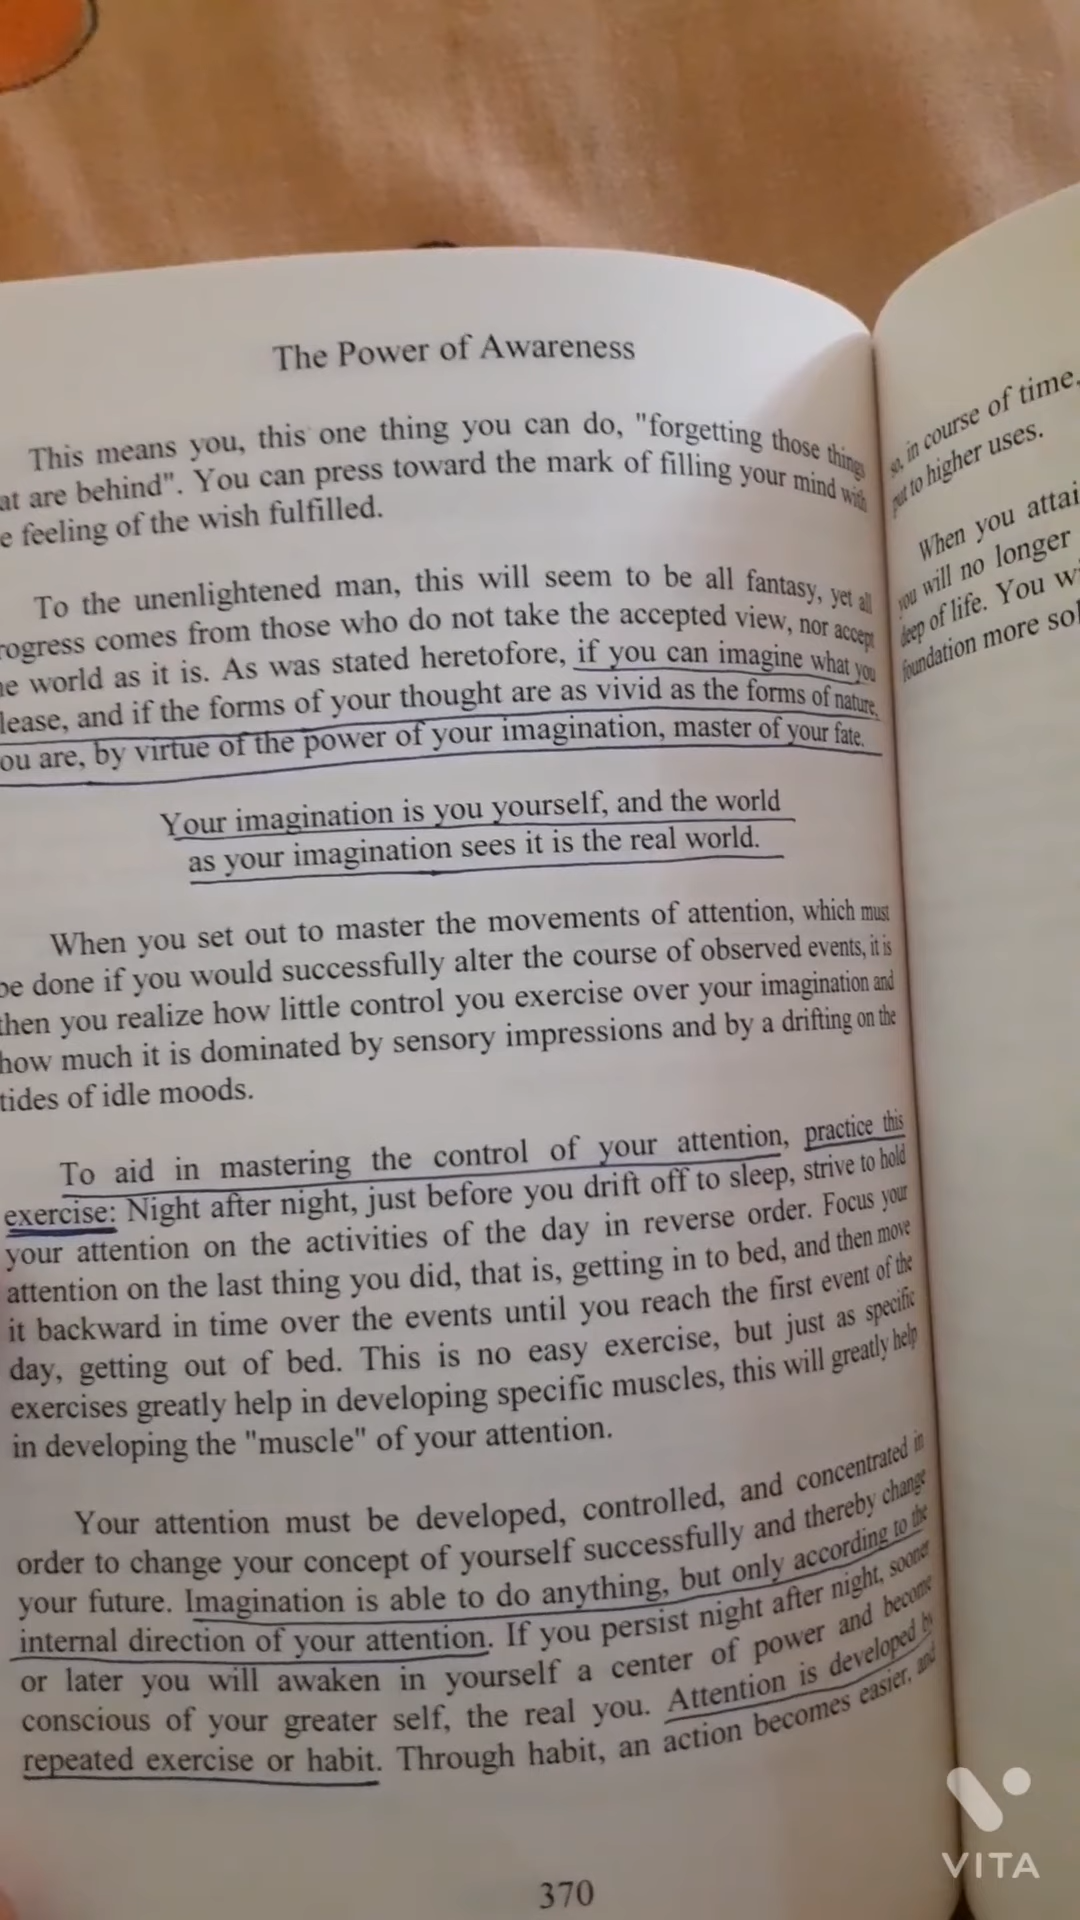 The Power of Awareness
This means you, this one thing you can do, "forgetting those things
at are behind". You can press toward the mark of filling your mind with
e feeling of the wish fulfilled.
To the unenlightened man, this will seem to be all fantasy, yet all
rogress comes from those who do not take the accepted view, nor accept
e world as it is. As was stated heretofore, if you can imagine what you
lease, and if the forms of your thought are as vivid as the forms of nature,
ou are, by virtue of the power of your imagination, master of your fate.
Your imagination is you yourself, and the world
as your imagination sees it is the real world.
When you set out to master the movements of attention, which must
be done if you would successfully alter the course of observed events, it is
then you realize how little control you exercise over your imagination and
how much it is dominated by sensory impressions and by a drifting on the
tides of idle moods.
To aid in mastering the control of your attention, practice this
exercise: Night after night, just before you drift off to sleep, strive to hold
your attention on the activities of the day in reverse order. Focus your
attention on the last thing you did, that is, getting in to bed, and then move
it backward in time over the events until you reach the first event of the
day, getting out of bed. This is no easy exercise, but just as specific
exercises greatly help in developing specific muscles, this will greatly help
in developing the "muscle" of your attention.
Your attention must be developed, controlled, and concentrated in
order to change your concept of yourself successfully and thereby change
your future. Imagination is able to do anything, but only according to the
internal direction of your attention. If you persist night after night, sooner
or later you will awaken in yourself a center of power and become
conscious of your greater self, the real you. Attention is developed by
repeated exercise or habit. Through habit, an action becomes easier, and
370
so, in course of time,
put to higher uses.
When you attai
you will no longer
deep of life. You wi
foundation more sol
VITA